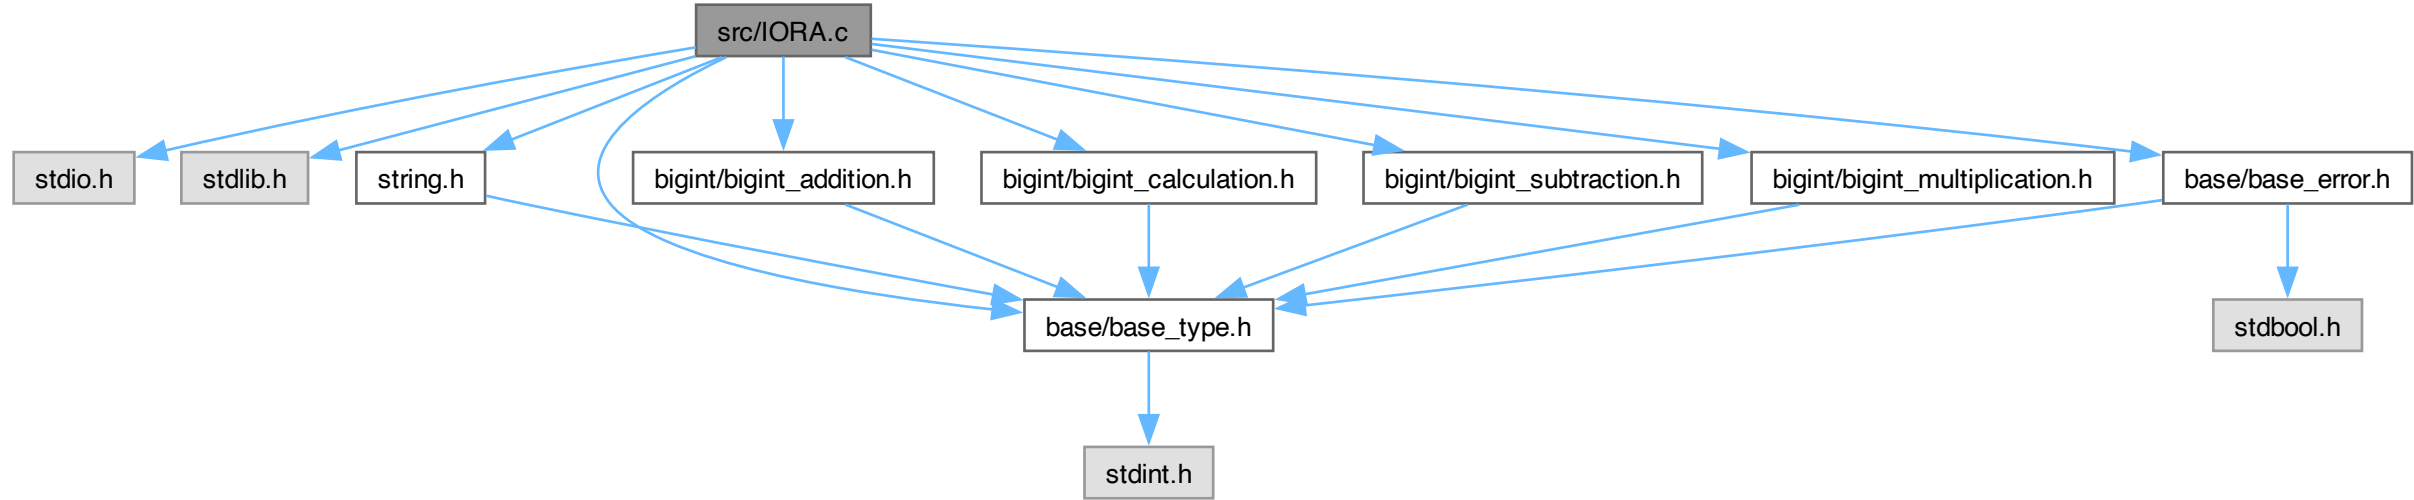 src/IORA.c
stdio.h
stdlib.h
string.h
bigint/bigint_addition.h
bigint/bigint_calculation.h
bigint/bigint_subtraction.h
bigint/bigint_multiplication.h
base/base_error.h
base/base_type.h
stdbool.h
stdint.h